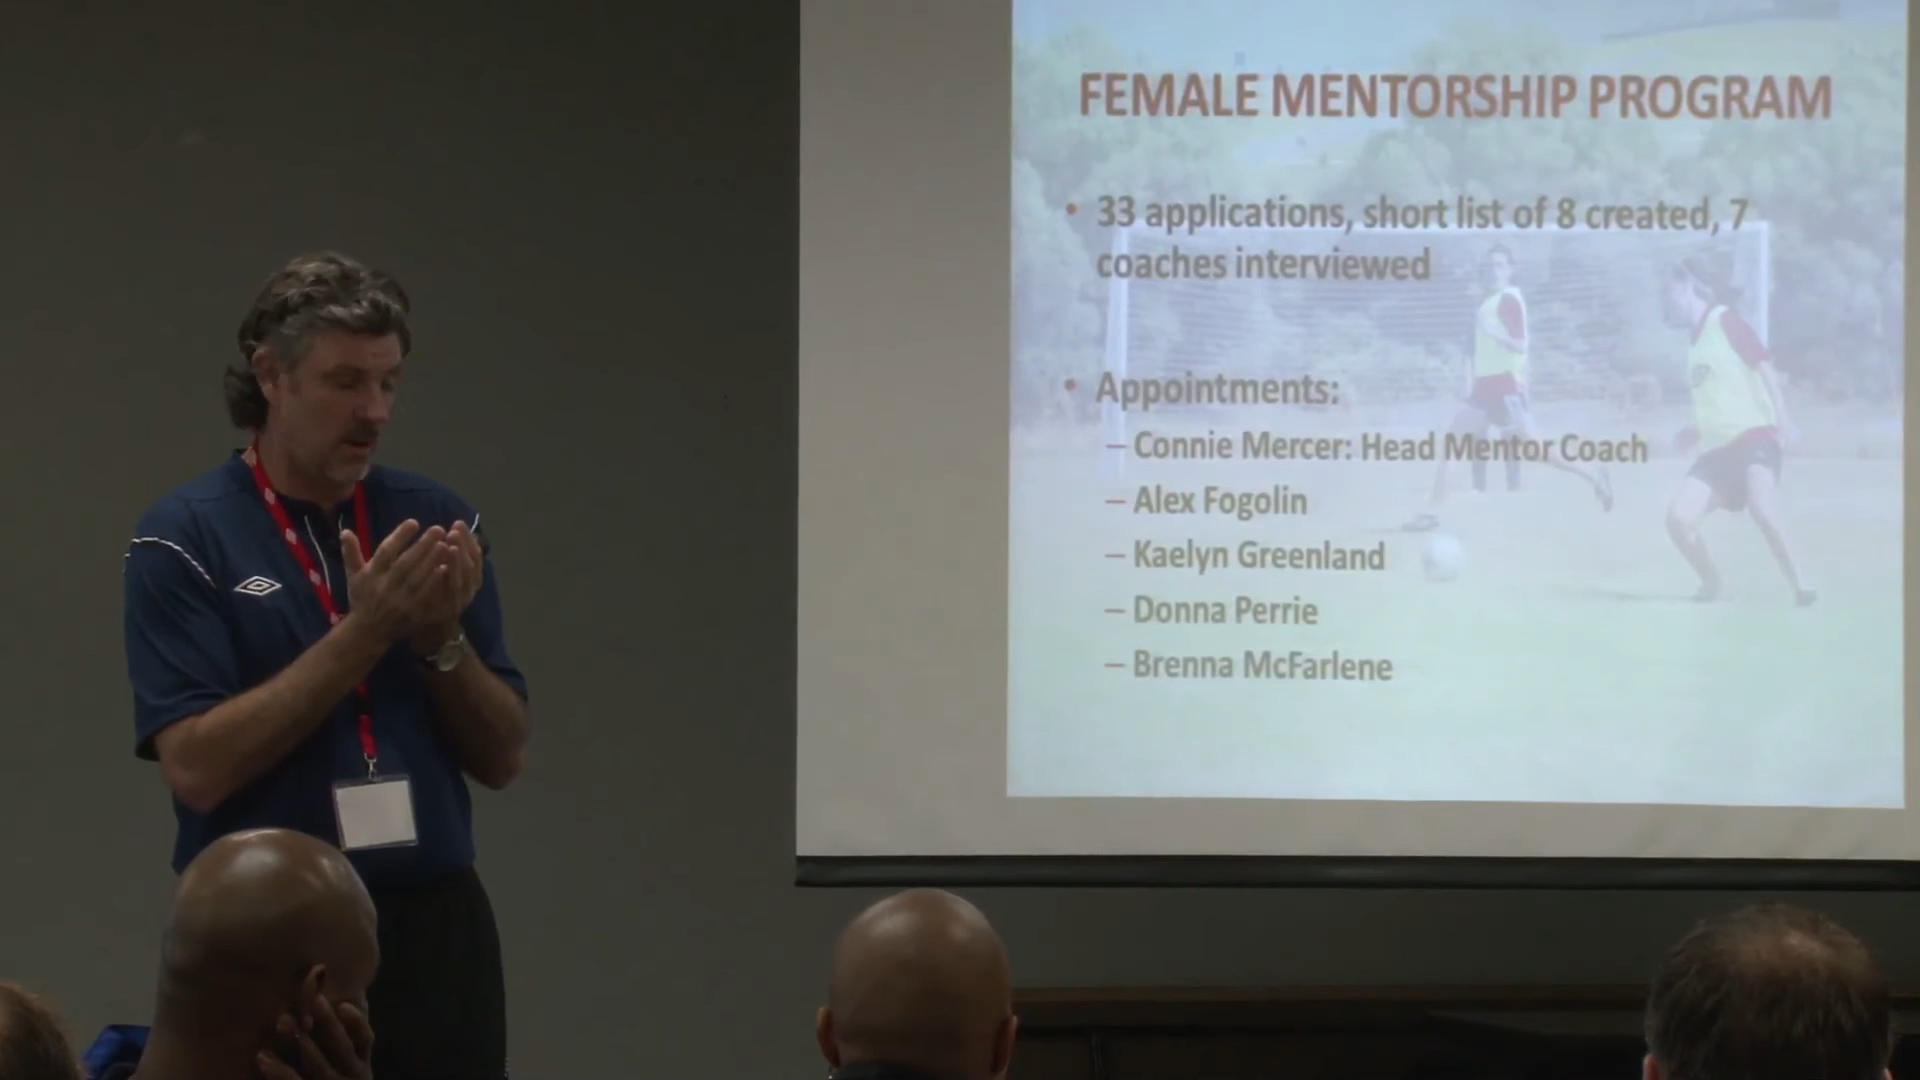 FEMALE MENTORSHIP PROGRAM
• 33 applications, short list of 8 created, 7
coaches interviewed
• Appointments:
– Connie Mercer: Head Mentor Coach
– Alex Fogolin
– Kaelyn Greenland
– Donna Perrie
– Brenna McFarlene